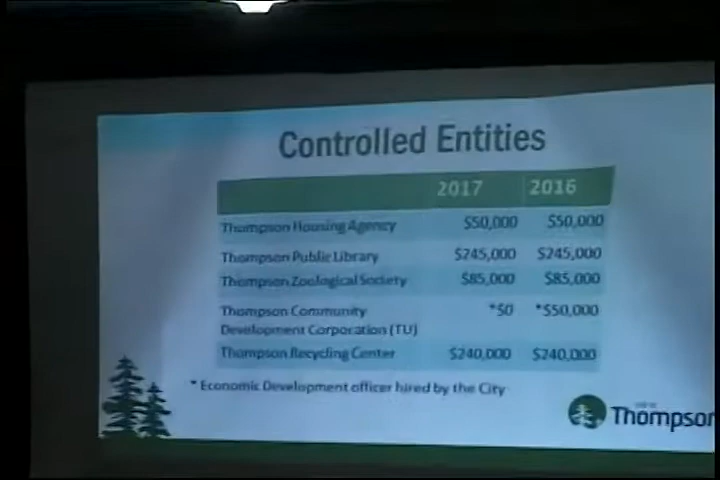 Controlled Entities
2017 2016
Thompson Housing Agency $50,000 $50,000
Thompson Public Library $245,000 $245,000
Thompson Zoological Society $85,000 $85,000
Thompson Community *$0 *$50,000
Development Corporation (TU)
Thompson Recycling Center $240,000 $240,000
* Economic Development officer hired by the City
Thompson